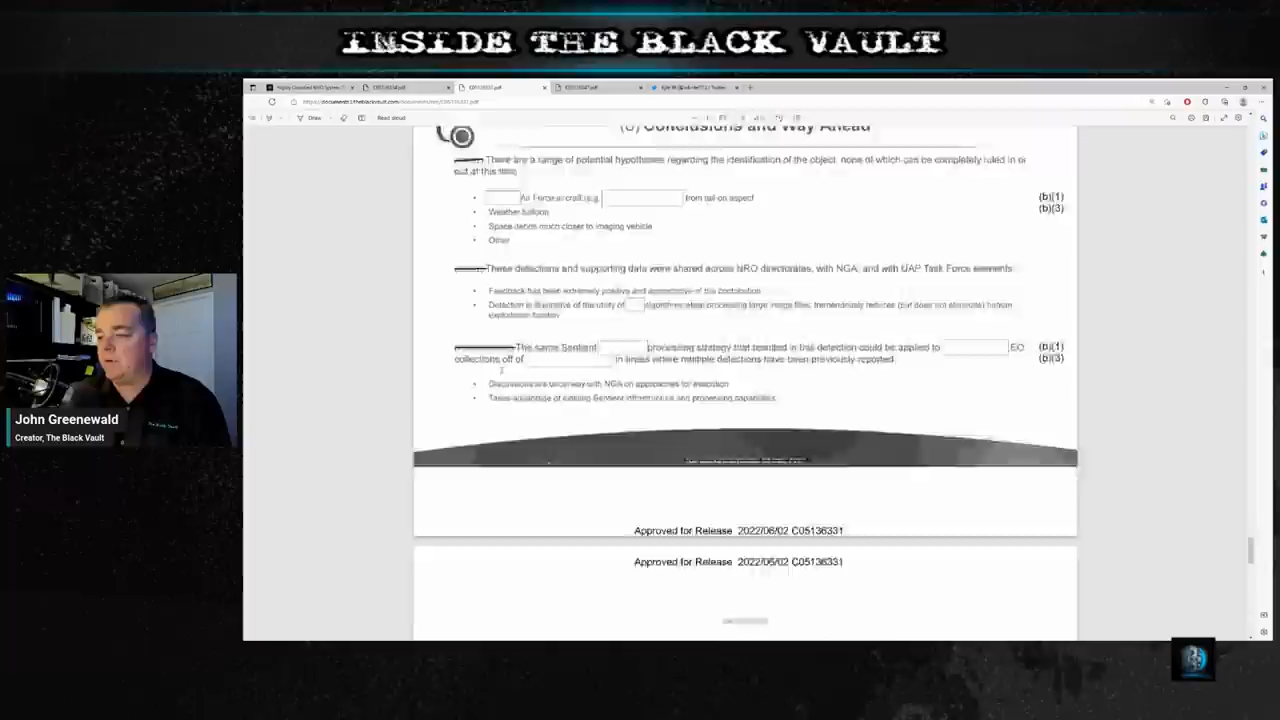 INSIDE THE BLACK VAULT
Draw
Read aloud
(U) Conclusions and Way Ahead
There are a range of potential hypotheses regarding the identification of the object, none of which can be completely ruled in or
out at this time
Air Force aircraft from tail-on aspect (b)(1)
Weather balloon (b)(3)
Space debris much closer to imaging vehicle
Other
These detections and supporting data were shared across NRO directorates, with NGA, and with UAP Task Force elements
Feedback has been extremely positive and appreciative of this contribution
Detection is illustrative of the utility of algorithms when processing large image files, tremendously reduces (but does not eliminate) human
exploitation burden
The same Sentient processing strategy that resulted in this detection could be applied to EO (b)(1)
collections off of in areas where multiple detections have been previously reported (b)(3)
Discussions are underway with NGA on approaches for execution
Takes advantage of existing Sentient infrastructure and processing capabilities
John Greenewald
Creator, The Black Vault
Approved for Release 2022/06/02 C05136331
Approved for Release 2022/06/02 C05136331